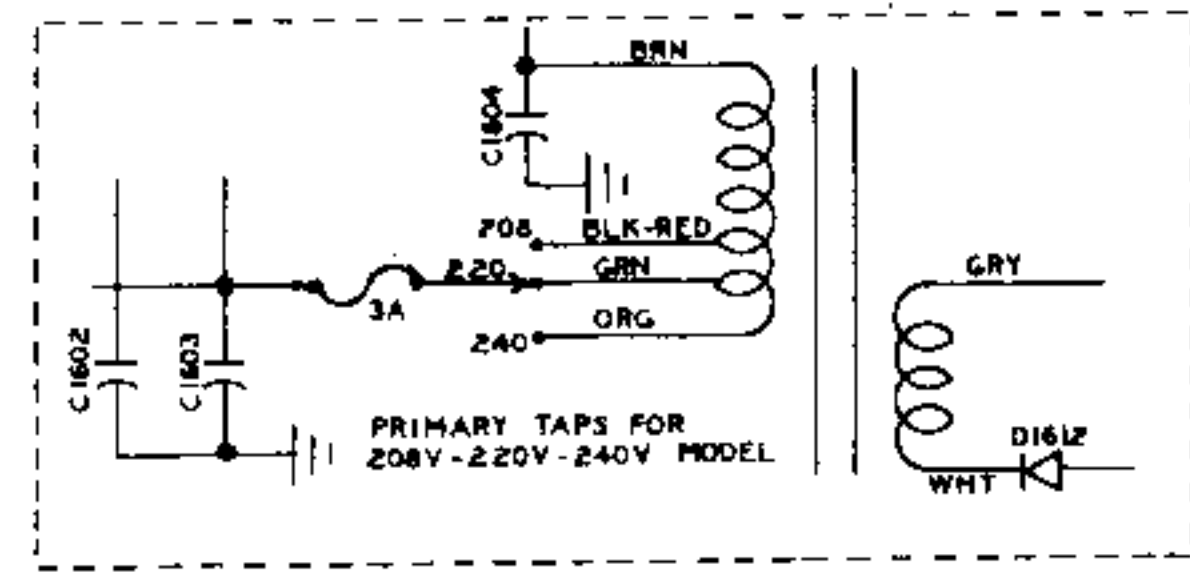 BRN
C1604
208
BLK-RED
220
GRN
GRY
3A
ORG
240
C1602
C1603
PRIMARY TAPS FOR
208V-220V-240V MODEL
D1612
WHT